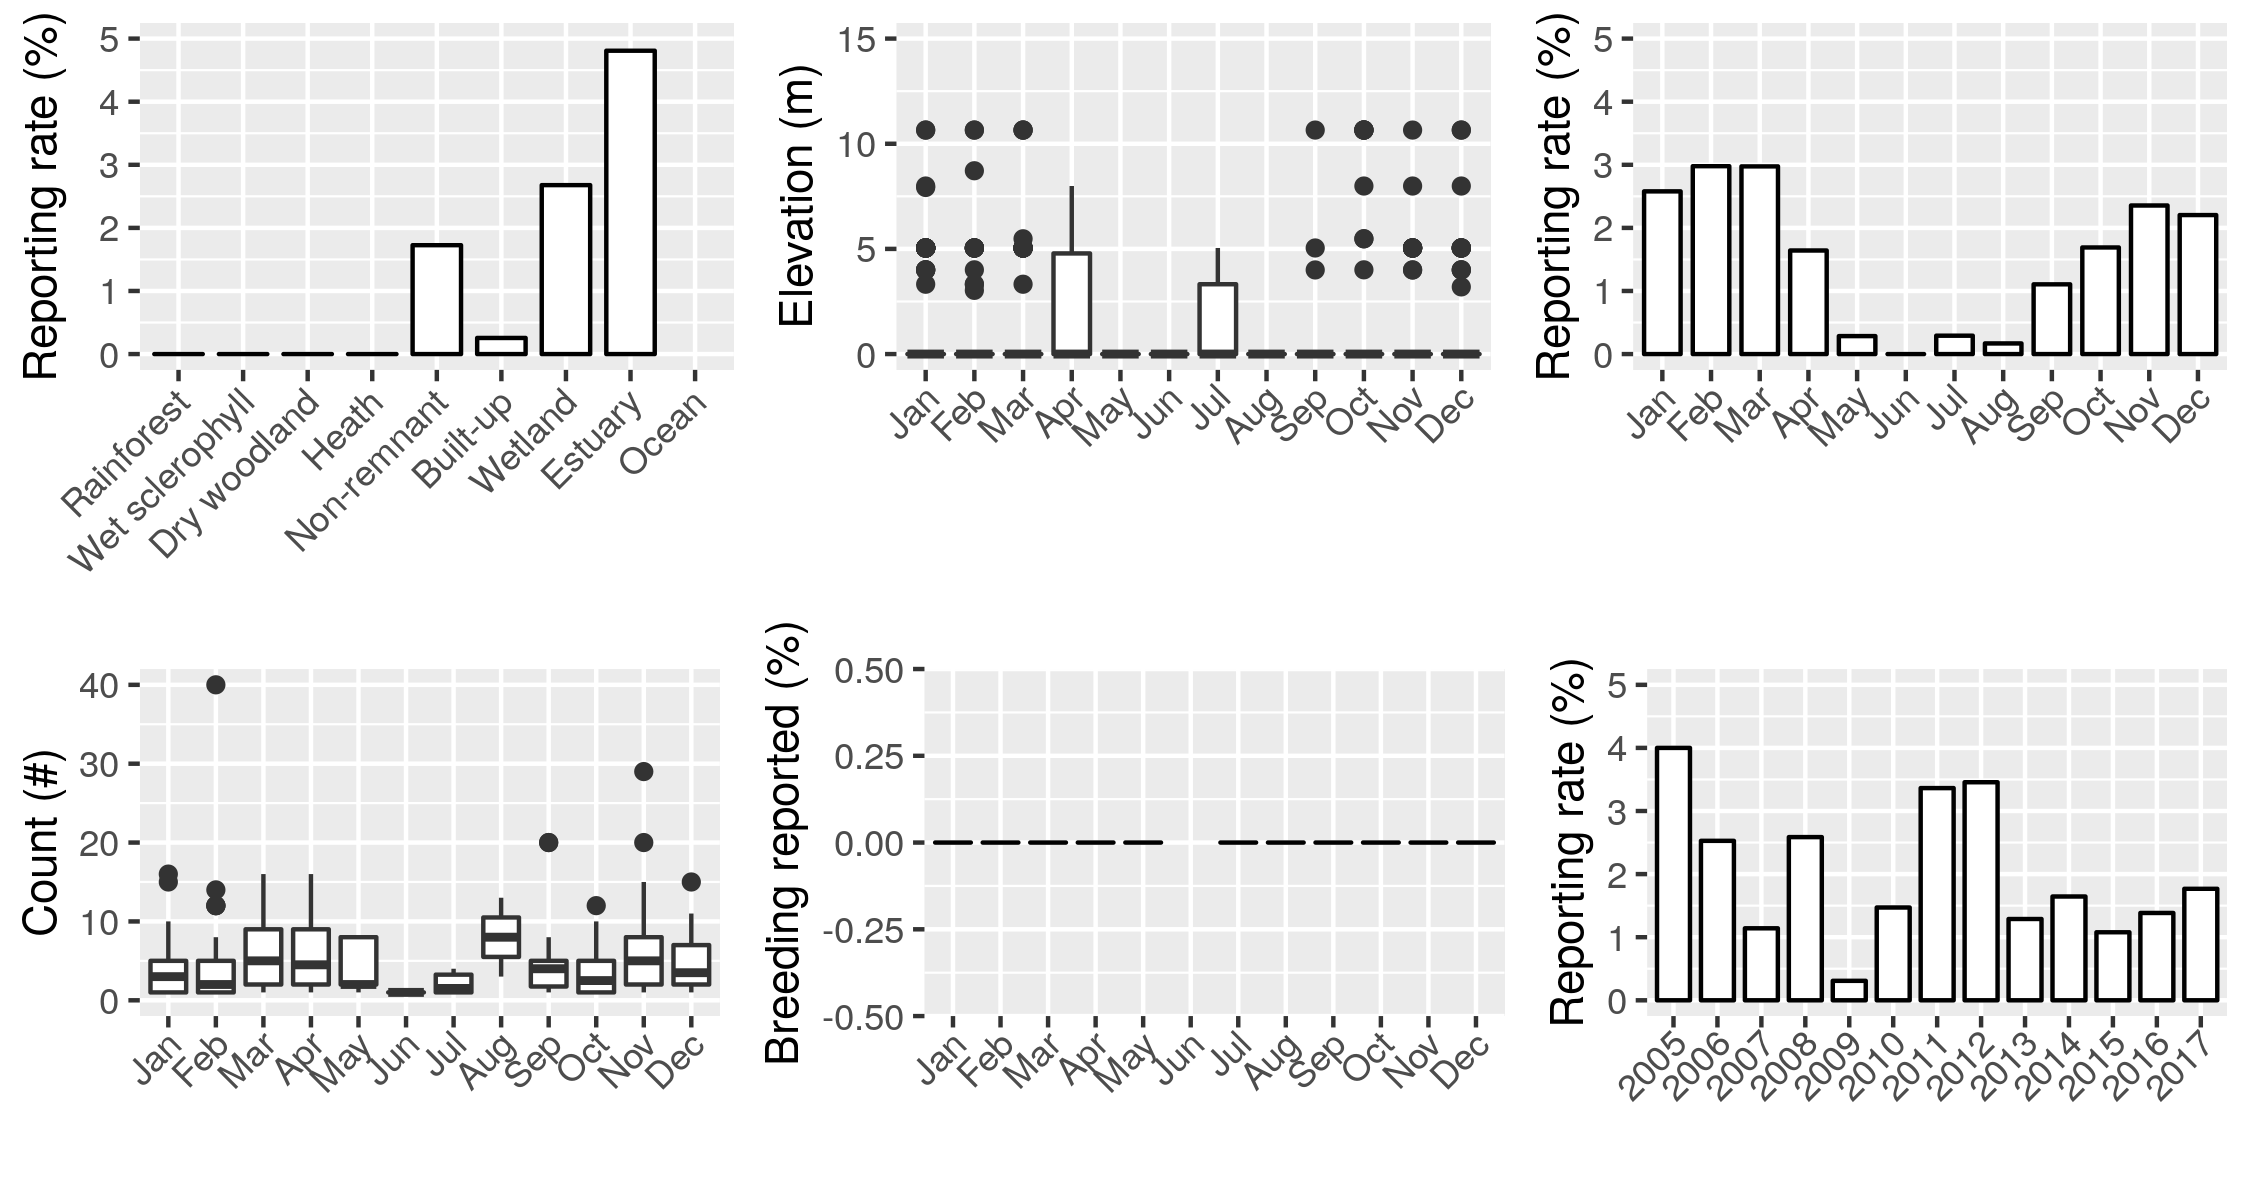 Reporting rate (%)
5
4
3
2
1
0
Rainforest
Wet sclerophyll
Dry woodland
Heath
Non-remnant
Built-up
Wetland
Estuary
Ocean
Elevation (m)
15
10
5
0
Jan
Feb
Mar
Apr
May
Jun
Jul
Aug
Sep
Oct
Nov
Dec
Reporting rate (%)
5
4
3
2
1
0
Jan
Feb
Mar
Apr
May
Jun
Jul
Aug
Sep
Oct
Nov
Dec
Count (#)
40
30
20
10
0
Jan
Feb
Mar
Apr
May
Jun
Jul
Aug
Sep
Oct
Nov
Dec
Breeding reported (%)
0.50
0.25
0.00
-0.25
-0.50
Jan
Feb
Mar
Apr
May
Jun
Jul
Aug
Sep
Oct
Nov
Dec
Reporting rate (%)
5
4
3
2
1
0
2005
2006
2007
2008
2009
2010
2011
2012
2013
2014
2015
2016
2017